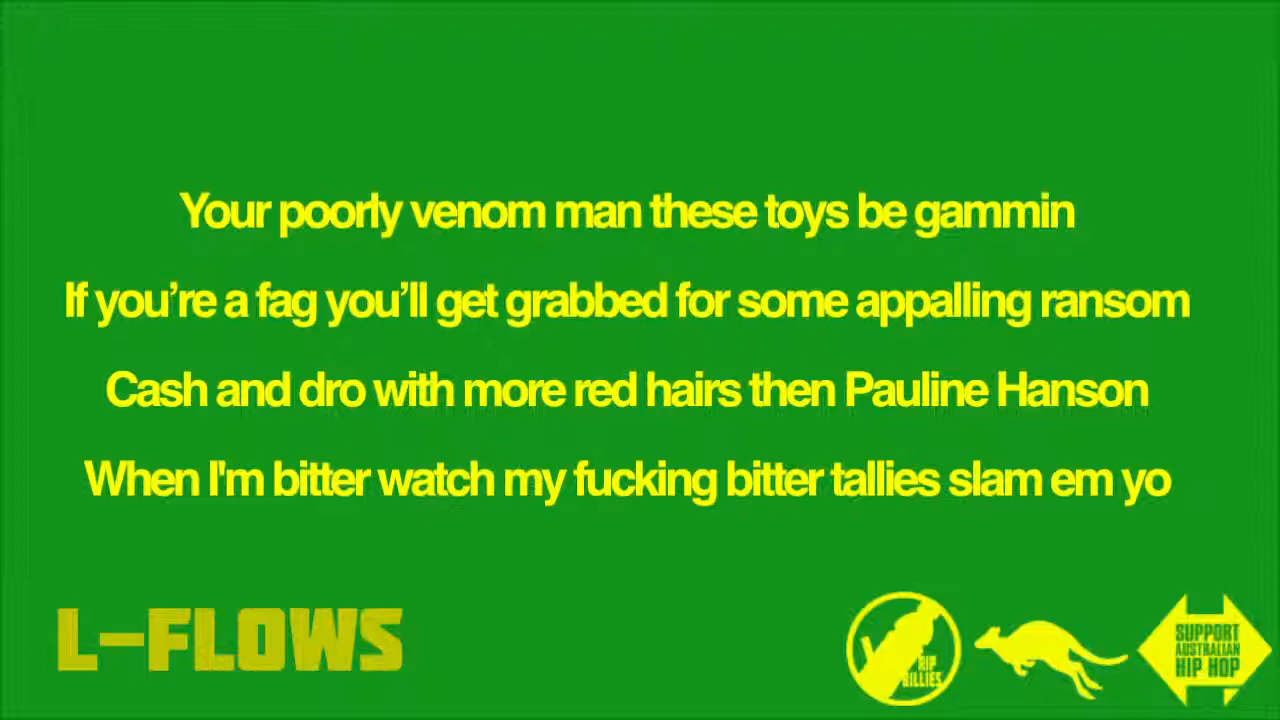 Your poorly venom man these toys be gammin
If you’re a fag you’ll get grabbed for some appalling ransom
Cash and dro with more red hairs then Pauline Hanson
When I'm bitter watch my fucking bitter tallies slam em yo
L-FLOWS
RIP
BILLIES
SUPPORT
AUSTRALIAN
HIP HOP